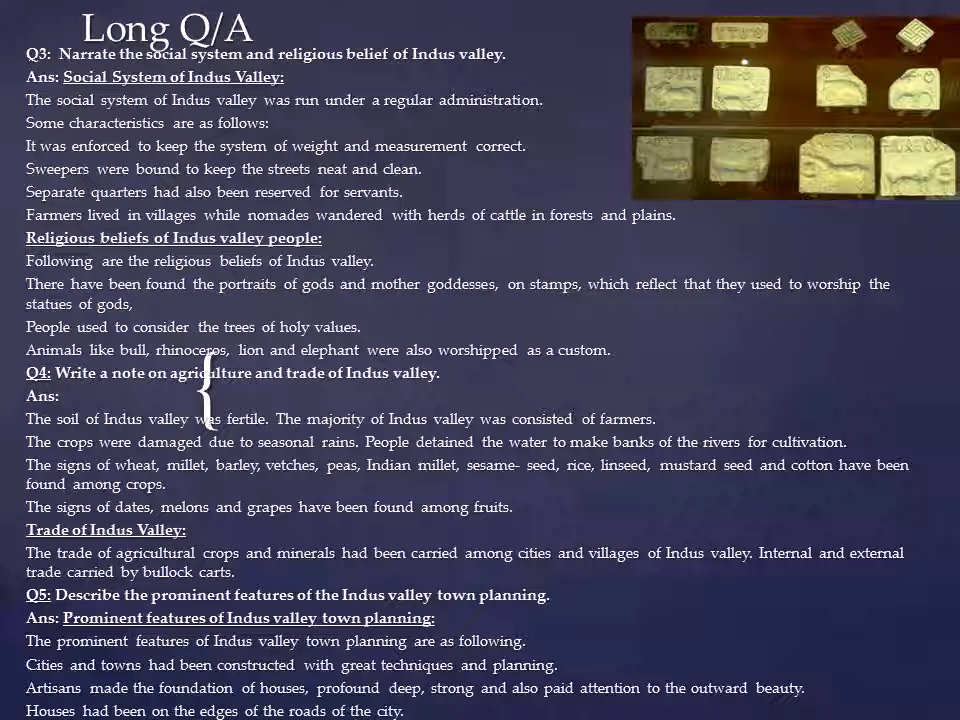 Long Q/A
Q3: Narrate the social system and religious belief of Indus valley.
Ans: Social System of Indus Valley:
The social system of Indus valley was run under a regular administration.
Some characteristics are as follows:
It was enforced to keep the system of weight and measurement correct.
Sweepers were bound to keep the streets neat and clean.
Separate quarters had also been reserved for servants.
Farmers lived in villages while nomades wandered with herds of cattle in forests and plains.
Religious beliefs of Indus valley people:
Following are the religious beliefs of Indus valley.
There have been found the portraits of gods and mother goddesses, on stamps, which reflect that they used to worship the
statues of gods,
People used to consider the trees of holy values.
Animals like bull, rhinoceros, lion and elephant were also worshipped as a custom.
Q4: Write a note on agriculture and trade of Indus valley.
Ans:
The soil of Indus valley was fertile. The majority of Indus valley was consisted of farmers.
The crops were damaged due to seasonal rains. People detained the water to make banks of the rivers for cultivation.
The signs of wheat, millet, barley, vetches, peas, Indian millet, sesame- seed, rice, linseed, mustard seed and cotton have been
found among crops.
The signs of dates, melons and grapes have been found among fruits.
Trade of Indus Valley:
The trade of agricultural crops and minerals had been carried among cities and villages of Indus valley. Internal and external
trade carried by bullock carts.
Q5: Describe the prominent features of the Indus valley town planning.
Ans: Prominent features of Indus valley town planning:
The prominent features of Indus valley town planning are as following.
Cities and towns had been constructed with great techniques and planning.
Artisans made the foundation of houses, profound deep, strong and also paid attention to the outward beauty.
Houses had been on the edges of the roads of the city.